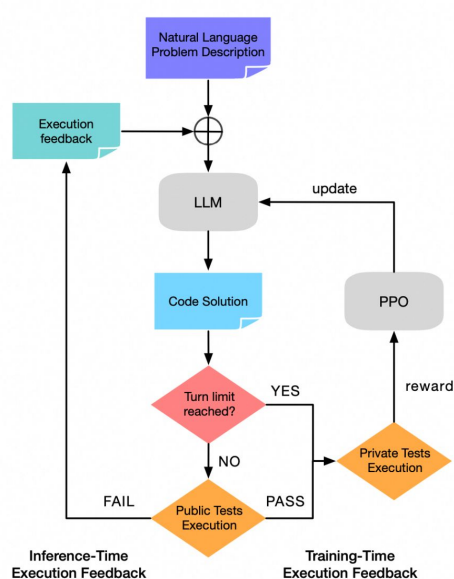 Natural Language
Problem Description
Execution
feedback
LLM
update
Code Solution
PPO
Turn limit
reached?
YES
reward
NO
Private Tests
Execution
FAIL
Public Tests
Execution
PASS
Inference-Time
Execution Feedback
Training-Time
Execution Feedback